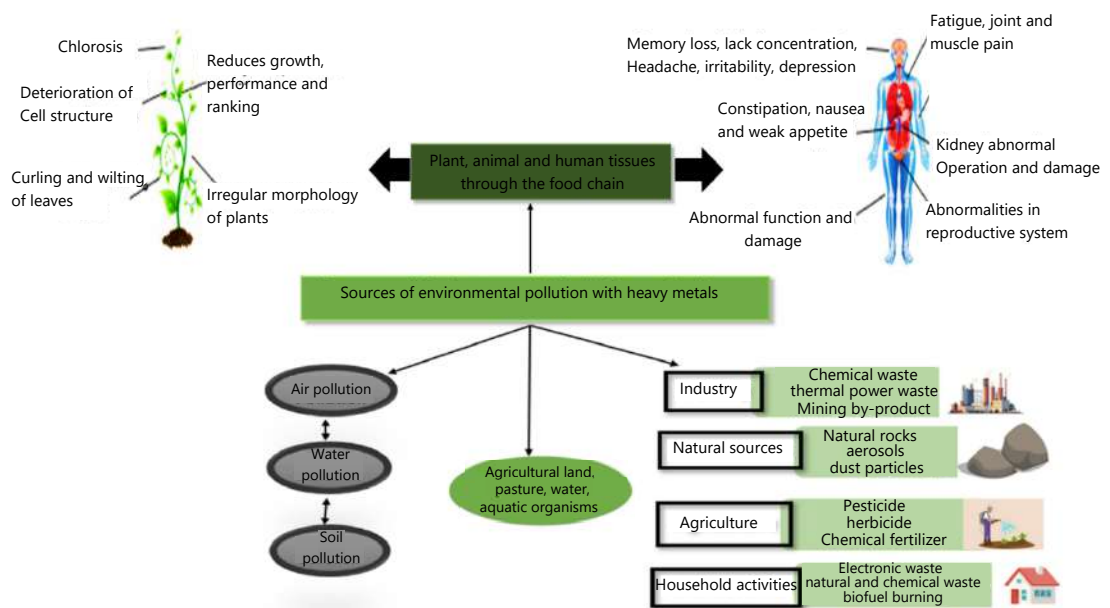 Chlorosis
Reduces growth,
performance and
ranking
Deterioration of
Cell structure
Curling and wilting
of leaves
Irregular morphology
of plants
Plant, animal and human tissues
through the food chain
Fatigue, joint and
muscle pain
Memory loss, lack concentration,
Headache, irritability, depression
Constipation, nausea
and weak appetite
Kidney abnormal
Operation and damage
Abnormal function and
damage
Abnormalities in
reproductive system
Sources of environmental pollution with heavy metals
Air pollution
Water
pollution
Soil
pollution
Agricultural land,
pasture, water,
aquatic organisms
Industry
Chemical waste
thermal power waste
Mining by-product
Natural sources
Natural rocks
aerosols
dust particles
Agriculture
Pesticide
herbicide
Chemical fertilizer
Household activities
Electronic waste
natural and chemical waste
biofuel burning